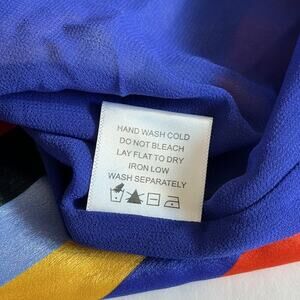 HAND WASH COLD
DO NOT BLEACH
LAY FLAT TO DRY
IRON LOW
WASH SEPARATELY